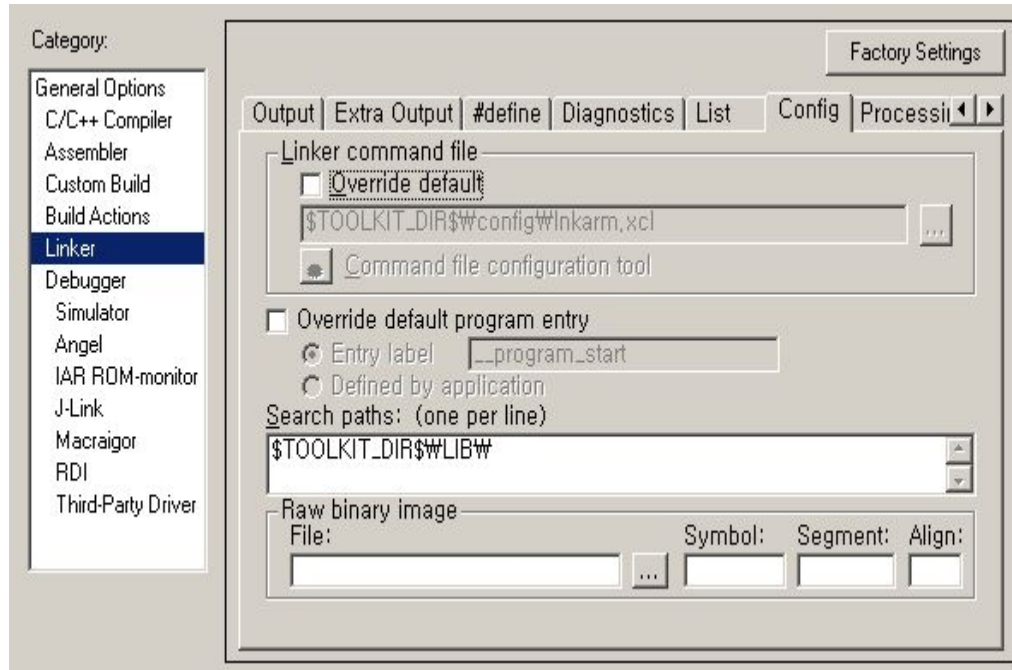 Category:
General Options
C/C++ Compiler
Assembler
Custom Build
Build Actions
Linker
Debugger
Simulator
Angel
IAR ROM-monitor
J-Link
Macraigor
RDI
Third-Party Driver
Factory Settings
Output Extra Output #define Diagnostics List Config Processin
Linker command file
Override default
$TOOLKIT_DIR$₩config₩lnkarm.xcl
...
Command file configuration tool
Override default program entry
Entry label __program_start
Defined by application
Search paths: (one per line)
$TOOLKIT_DIR$₩LIB₩
Raw binary image
File: Symbol: Segment: Align:
...